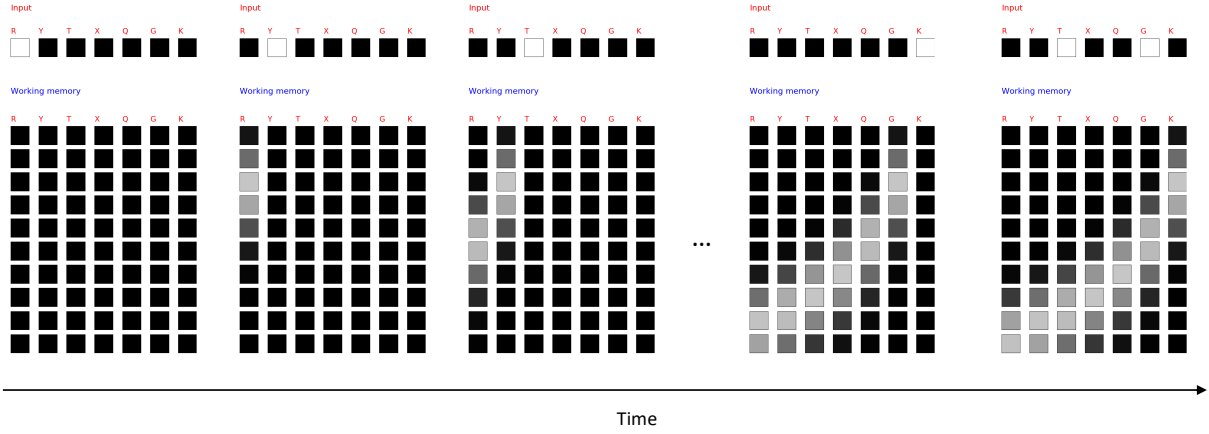 Input Input Input Input Input
R Y T X Q G K R Y T X Q G K R Y T X Q G K R Y T X Q G K R Y T X Q G K
Working memory Working memory Working memory Working memory Working memory
R Y T X Q G K R Y T X Q G K R Y T X Q G K R Y T X Q G K R Y T X Q G K
...
Time